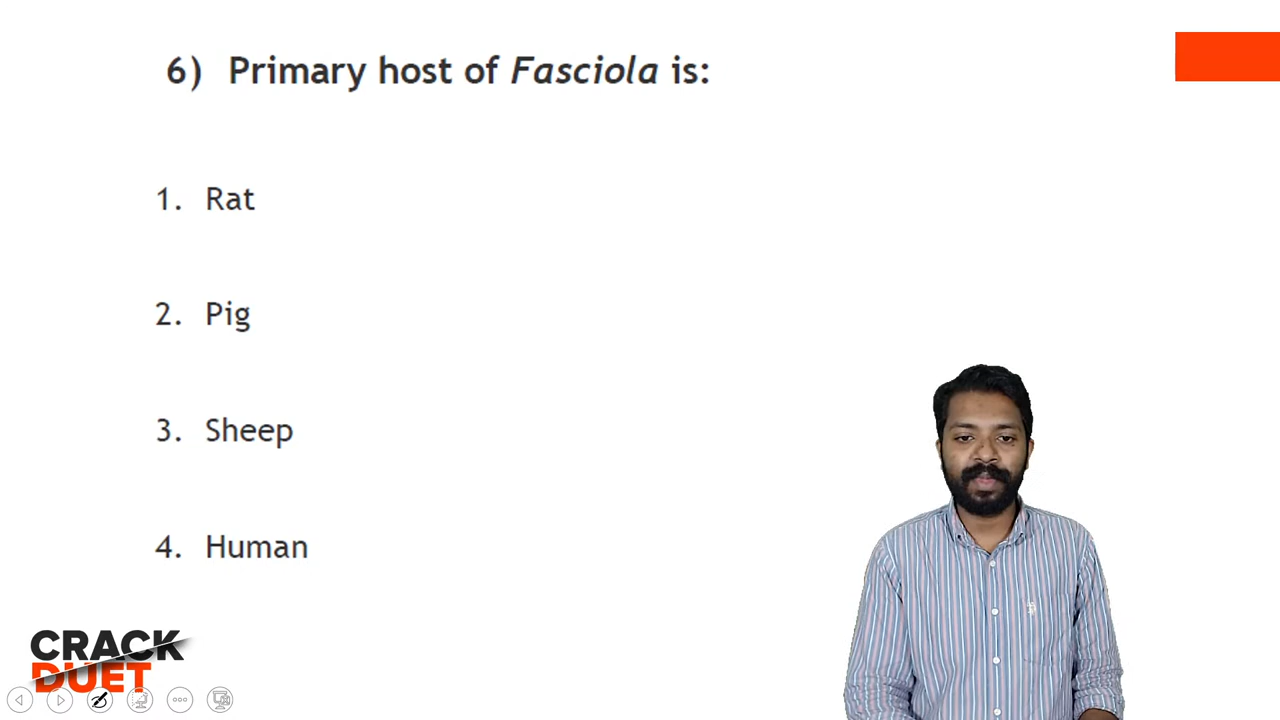 6) Primary host of Fasciola is:
1. Rat
2. Pig
3. Sheep
4. Human
CRACK
DUET